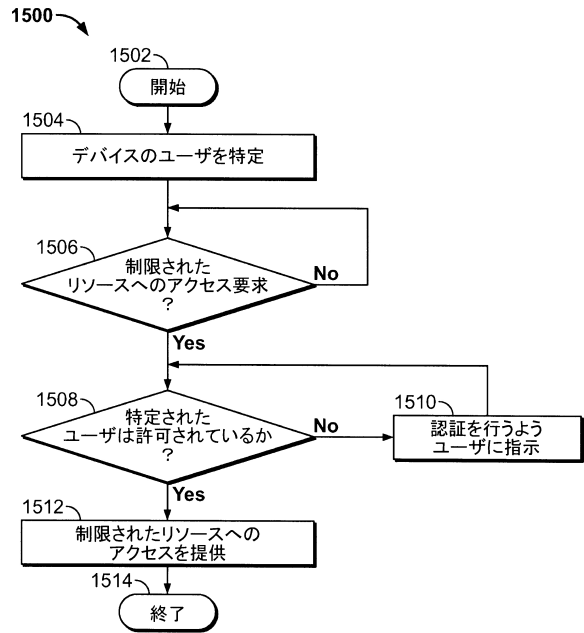 1500
1502
開始
1504
デバイスのユーザを特定
1506
制限された
リソースへのアクセス要求
?
No
Yes
1508
特定された
ユーザは許可されているか
?
No
1510
認証を行うよう
ユーザに指示
Yes
1512
制限されたリソースへの
アクセスを提供
1514
終了